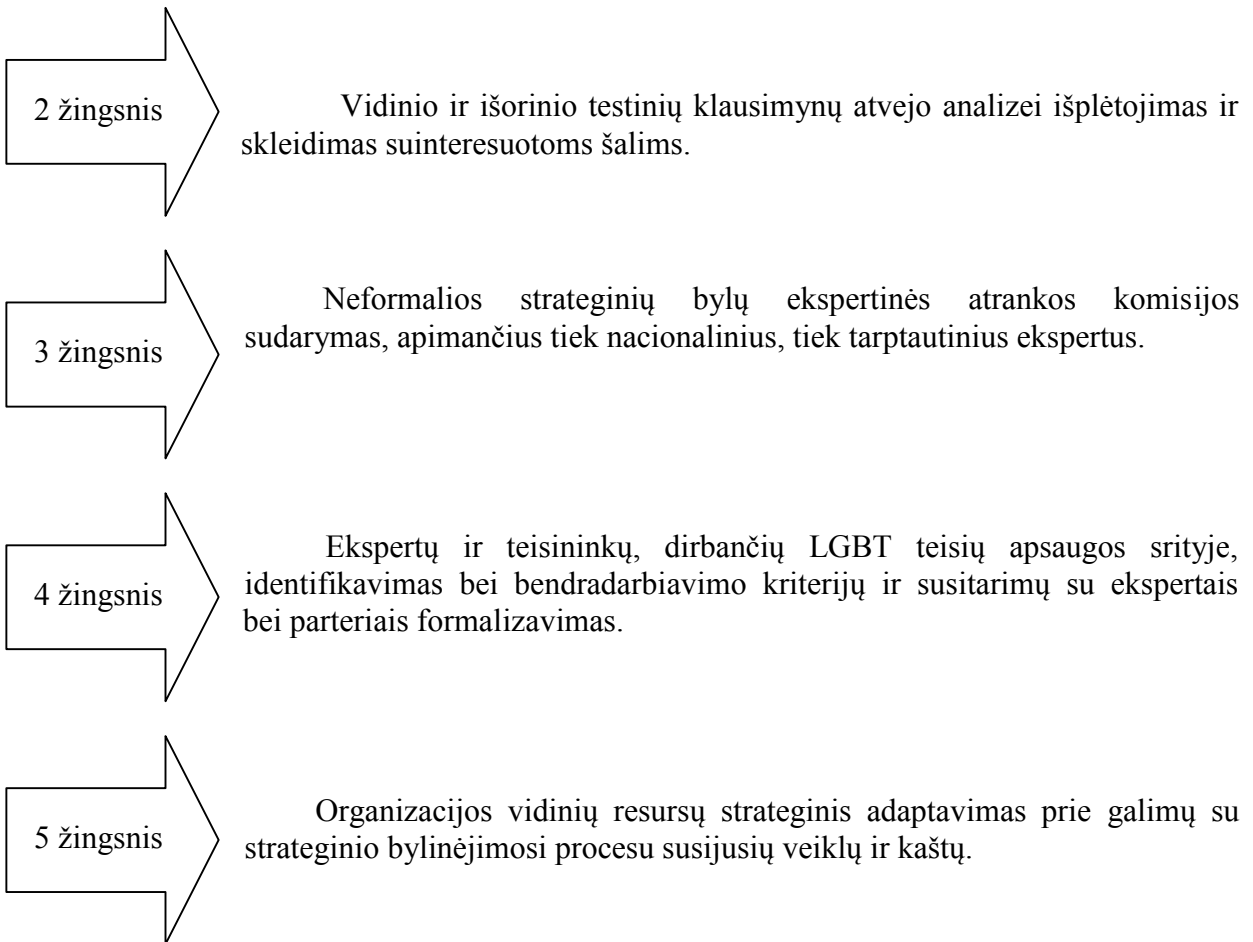 2 žingsnis
Vidinio ir išorinio testinių klausimynų atvejo analizei išplėtojimas ir
skleidimas suinteresuotoms šalims.
3 žingsnis
Neformalios strateginių bylų ekspertinės atrankos komisijos
sudarymas, apimančius tiek nacionalinius, tiek tarptautinius ekspertus.
4 žingsnis
Ekspertų ir teisininkų, dirbančių LGBT teisių apsaugos srityje,
identifikavimas bei bendradarbiavimo kriterijų ir susitarimų su ekspertais
bei parteriais formalizavimas.
5 žingsnis
Organizacijos vidinių resursų strateginis adaptavimas prie galimų su
strateginio bylinėjimosi procesu susijusių veiklų ir kaštų.